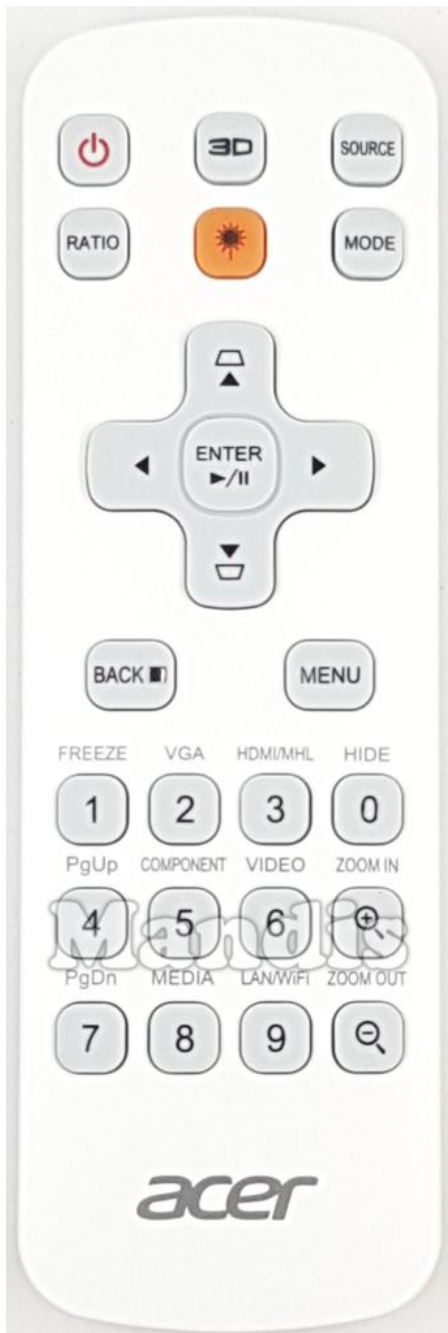 3D SOURCE
RATIO MODE
ENTER
BACK MENU
FREEZE VGA HDMI/MHL HIDE
1 2 3 0
PgUp COMPONENT VIDEO ZOOM IN
4 5 6
Mandis
PgDn MEDIA LAN/WiFi ZOOM OUT
7 8 9
acer